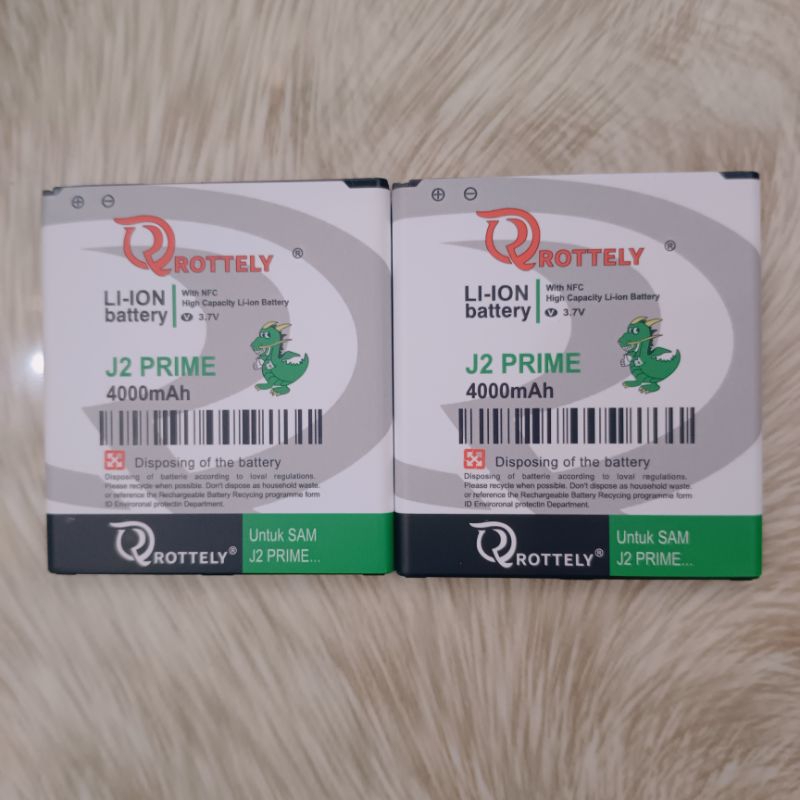 ROTTELY ®
LI-ION
battery
With NFC
High Capacity Li-ion Battery
V 3.7V
J2 PRIME
4000mAh
Disposing of the battery
Disposing of batterie according to loval regulations.
Please recycle when possible. Don't dispose as household waste.
or reference the Rechargeable Battery Recycing programme form
ID Environonal protectin Department.
ROTTELY®
Untuk SAM
J2 PRIME...
ROTTELY ®
LI-ION
battery
With NFC
High Capacity Li-ion Battery
V 3.7V
J2 PRIME
4000mAh
Disposing of the battery
Disposing of batterie according to loval regulations.
Please recycle when possible. Don't dispose as household waste.
or reference the Rechargeable Battery Recycing programme form
ID Environonal protectin Department.
ROTTELY®
Untuk SAM
J2 PRIME...